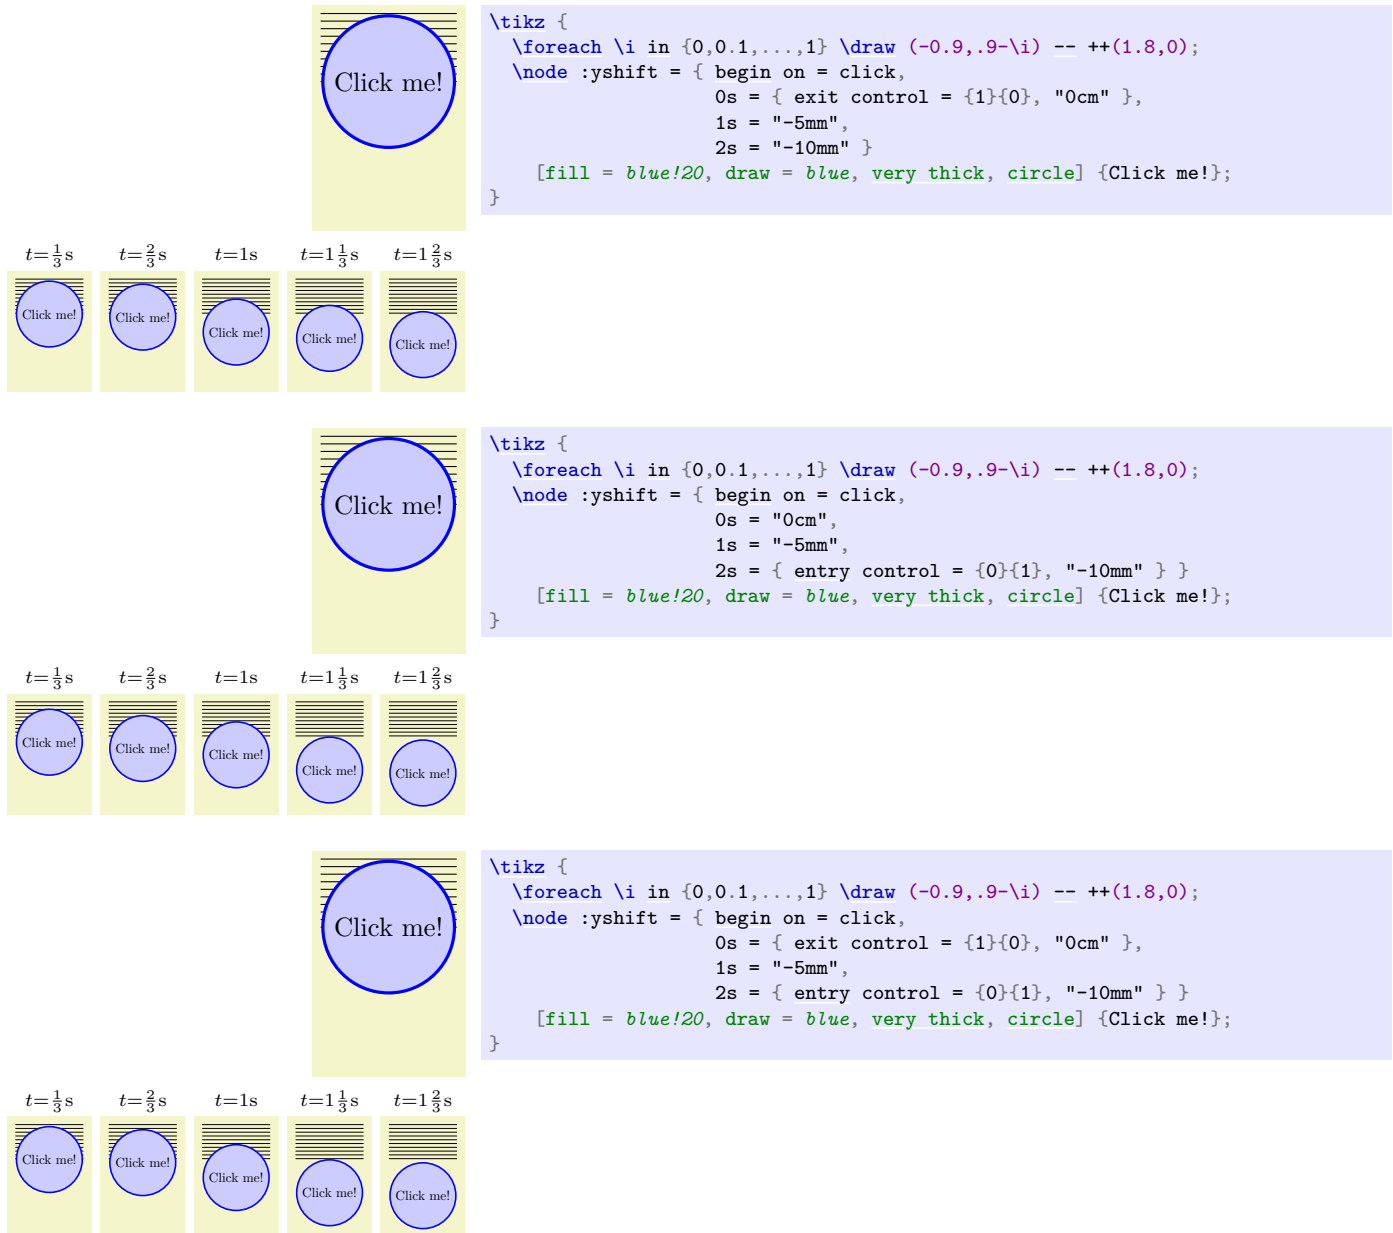 Click me!
\tikz {
  \foreach \i in {0,0.1,...,1} \draw (-0.9,.9-\i) -- ++(1.8,0);
  \node :yshift = { begin on = click,
                    0s = { exit control = {1}{0}, "0cm" },
                    1s = "-5mm",
                    2s = "-10mm" }
    [fill = blue!20, draw = blue, very thick, circle] {Click me!};
}
t=1/3s t=2/3s t=1s t=1 1/3s t=1 2/3s
Click me! Click me! Click me! Click me! Click me!
Click me!
\tikz {
  \foreach \i in {0,0.1,...,1} \draw (-0.9,.9-\i) -- ++(1.8,0);
  \node :yshift = { begin on = click,
                    0s = "0cm",
                    1s = "-5mm",
                    2s = { entry control = {0}{1}, "-10mm" } }
    [fill = blue!20, draw = blue, very thick, circle] {Click me!};
}
t=1/3s t=2/3s t=1s t=1 1/3s t=1 2/3s
Click me! Click me! Click me! Click me! Click me!
Click me!
\tikz {
  \foreach \i in {0,0.1,...,1} \draw (-0.9,.9-\i) -- ++(1.8,0);
  \node :yshift = { begin on = click,
                    0s = { exit control = {1}{0}, "0cm" },
                    1s = "-5mm",
                    2s = { entry control = {0}{1}, "-10mm" } }
    [fill = blue!20, draw = blue, very thick, circle] {Click me!};
}
t=1/3s t=2/3s t=1s t=1 1/3s t=1 2/3s
Click me! Click me! Click me! Click me! Click me!